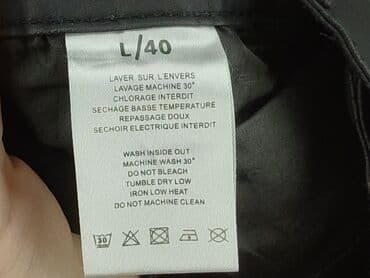 L/40
LAVER SUR L'ENVERS
LAVAGE MACHINE 30°
CHLORAGE INTERDIT
SECHAGE BASSE TEMPERATURE
REPASSAGE DOUX
SECHOIR ELECTRIQUE INTERDIT
WASH INSIDE OUT
MACHINE WASH 30°
DO NOT BLEACH
TUMBLE DRY LOW
IRON LOW HEAT
DO NOT MACHINE CLEAN
30